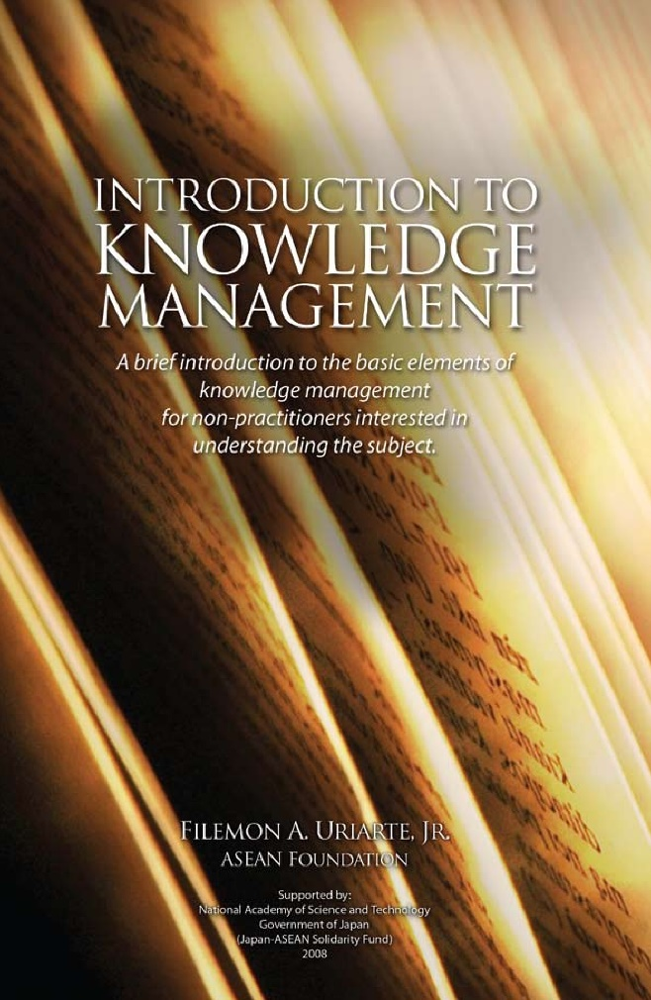 INTRODUCTION TO
KNOWLEDGE
MANAGEMENT
A brief introduction to the basic elements of
knowledge management
for non-practitioners interested in
understanding the subject.
FILEMON A. URIARTE, JR.
ASEAN FOUNDATION
Supported by:
National Academy of Science and Technology
Government of Japan
(Japan-ASEAN Solidarity Fund)
2008